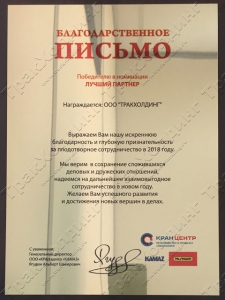 БЛАГОДАРСТВЕННОЕ
ПИСЬМО
Победителю в номинации
ЛУЧШИЙ ПАРТНЕР
Награждается: ООО "ТРАКХОЛДИНГ"
Выражаем Вам нашу искреннюю
благодарность и глубокую признательность
за плодотворное сотрудничество в 2018 году.
Мы верим в сохранение сложившихся
деловых и дружеских отношений,
надеемся на дальнейшее взаимовыгодное
сотрудничество в новом году.
Желаем Вам успешного развития
и достижения новых вершин в делах.
С уважением,
Генеральный директор
КРАНЦЕНТР
KAMAZ
PALFINGER